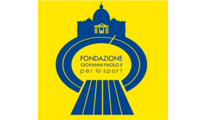 FONDAZIONE
GIOVANNI PAOLO II
per lo sport